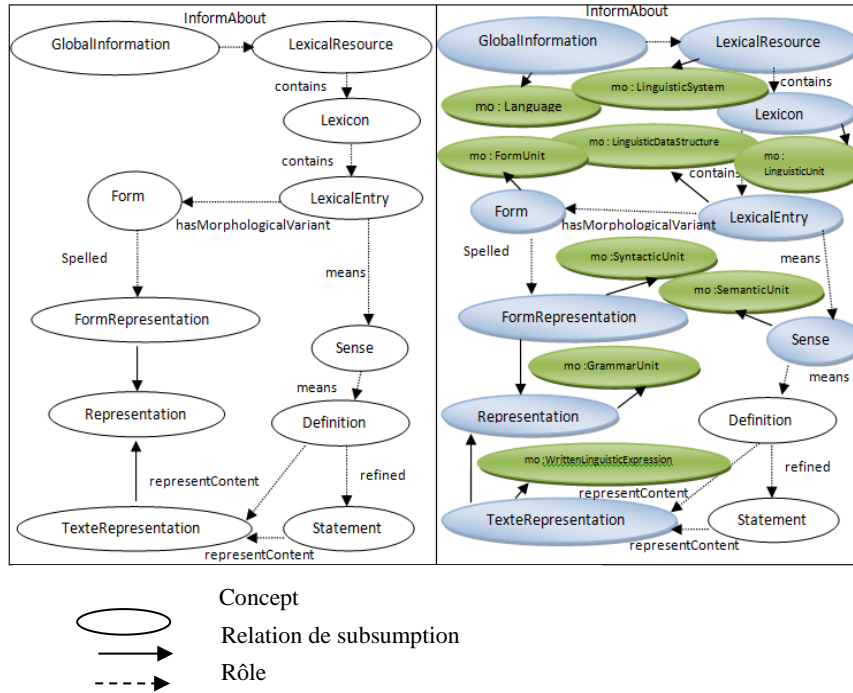 InformAbout
GlobalInformation
LexicalResource
contains
Lexicon
contains
Form
LexicalEntry
hasMorphologicalVariant
Spelled
means
FormRepresentation
Sense
means
Representation
Definition
representContent
refined
TexteRepresentation
Statement
representContent
InformAbout
GlobalInformation
LexicalResource
mo : LinguisticSystem
contains
mo : Language
Lexicon
mo : FormUnit
mo : LinguisticDataStructure
mo :
LinguisticUnit
contains
Form
LexicalEntry
hasMorphologicalVariant
Spelled
mo :SyntacticUnit
means
mo :SemanticUnit
FormRepresentation
Sense
mo :GrammarUnit
means
Representation
Definition
mo :WrittenLinguisticExpression
refined
representContent
TexteRepresentation
Statement
representContent
Concept
Relation de subsumption
Rôle